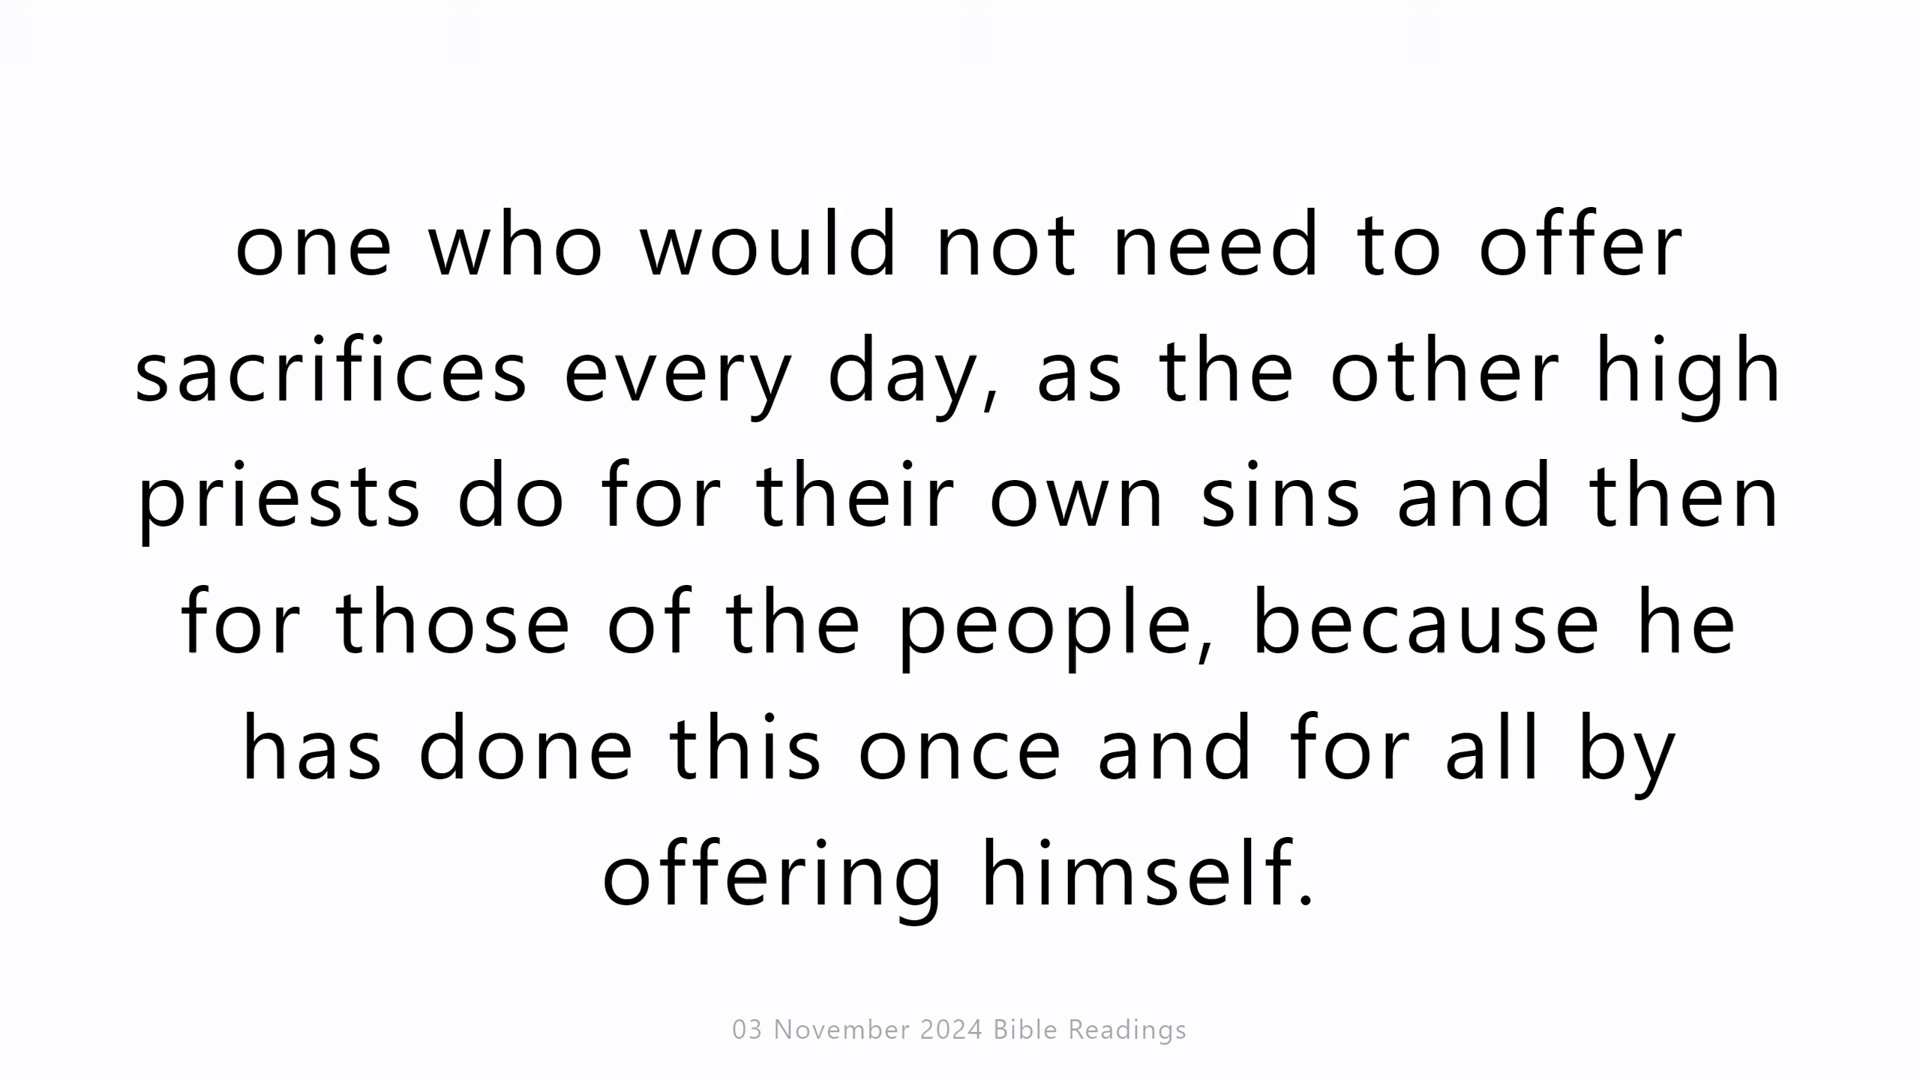 one who would not need to offer
sacrifices every day, as the other high
priests do for their own sins and then
for those of the people, because he
has done this once and for all by
offering himself.
03 November 2024 Bible Readings